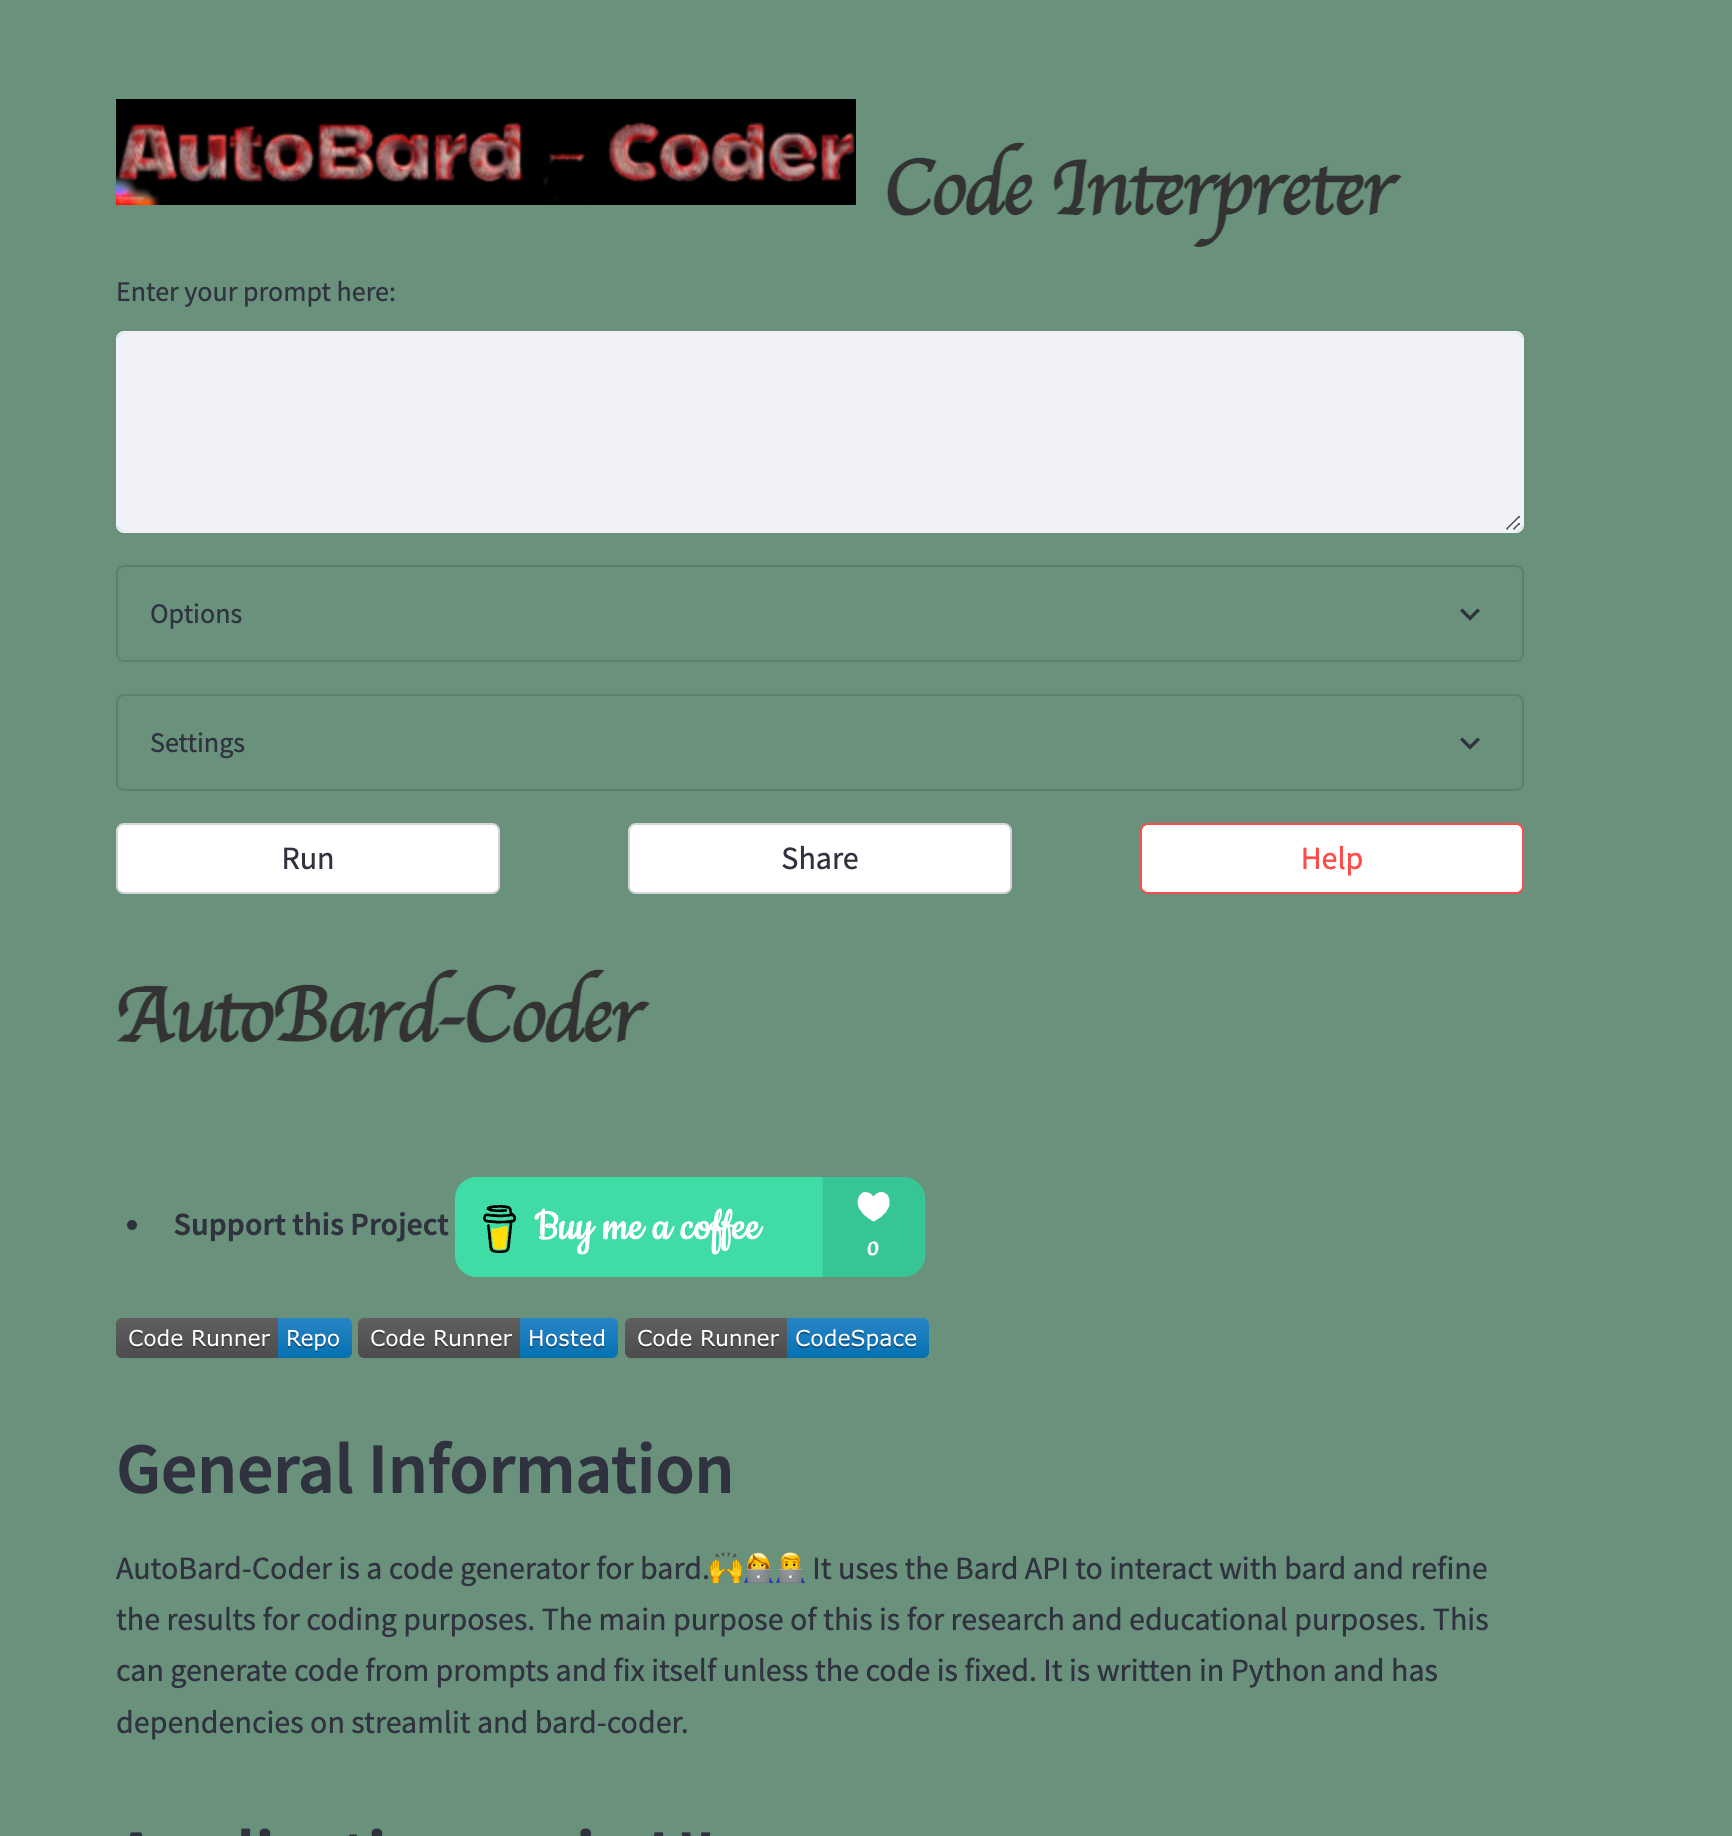 AutoBard - Coder Code Interpreter
Enter your prompt here:
Options
Settings
Run Share Help
AutoBard-Coder
• Support this Project Buy me a coffee 0
Code Runner Repo Code Runner Hosted Code Runner CodeSpace
General Information
AutoBard-Coder is a code generator for bard.🙌👩‍💻👨‍💻 It uses the Bard API to interact with bard and refine
the results for coding purposes. The main purpose of this is for research and educational purposes. This
can generate code from prompts and fix itself unless the code is fixed. It is written in Python and has
dependencies on streamlit and bard-coder.